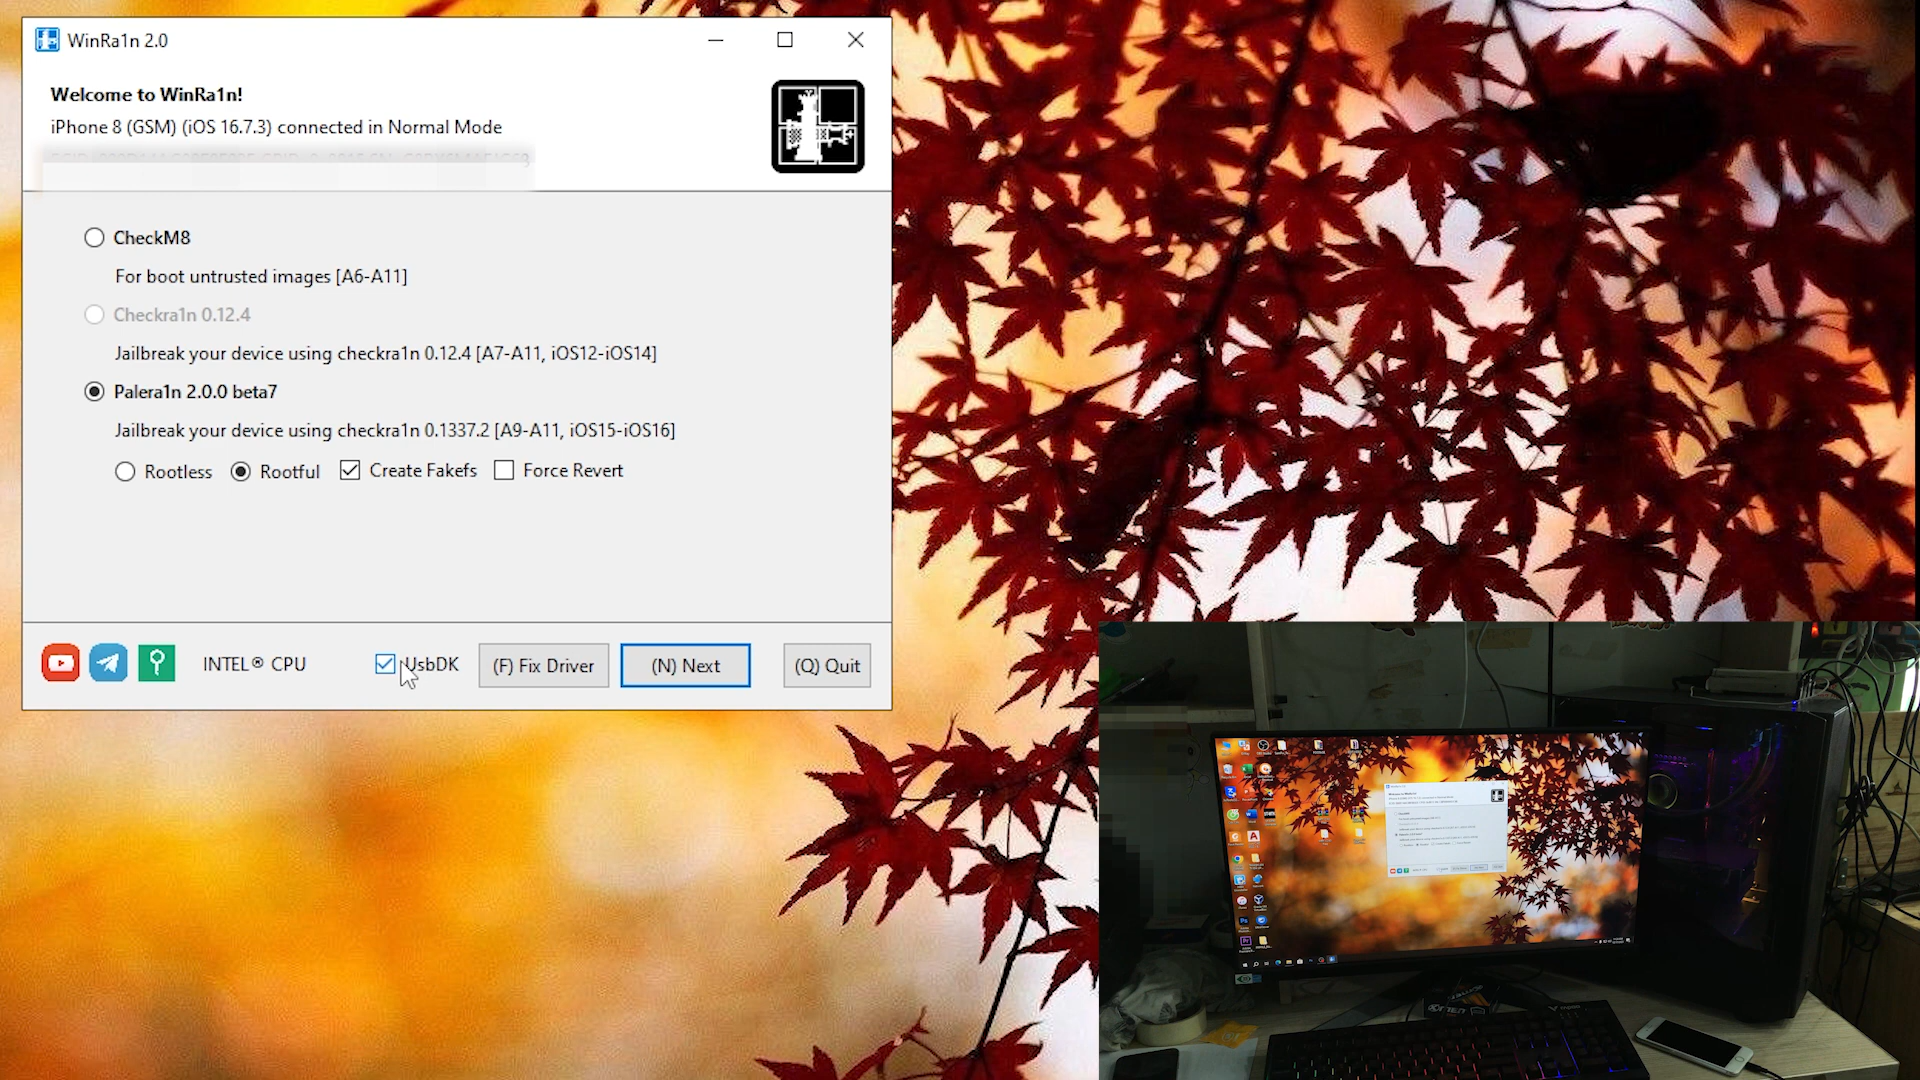 WinRa1n 2.0
Welcome to WinRa1n!
iPhone 8 (GSM) (iOS 16.7.3) connected in Normal Mode
CheckM8
For boot untrusted images [A6-A11]
Checkra1n 0.12.4
Jailbreak your device using checkra1n 0.12.4 [A7-A11, iOS12-iOS14]
Palera1n 2.0.0 beta7
Jailbreak your device using checkra1n 0.1337.2 [A9-A11, iOS15-iOS16]
Rootless Rootful Create Fakefs Force Revert
INTEL® CPU UsbDK (F) Fix Driver (N) Next (Q) Quit